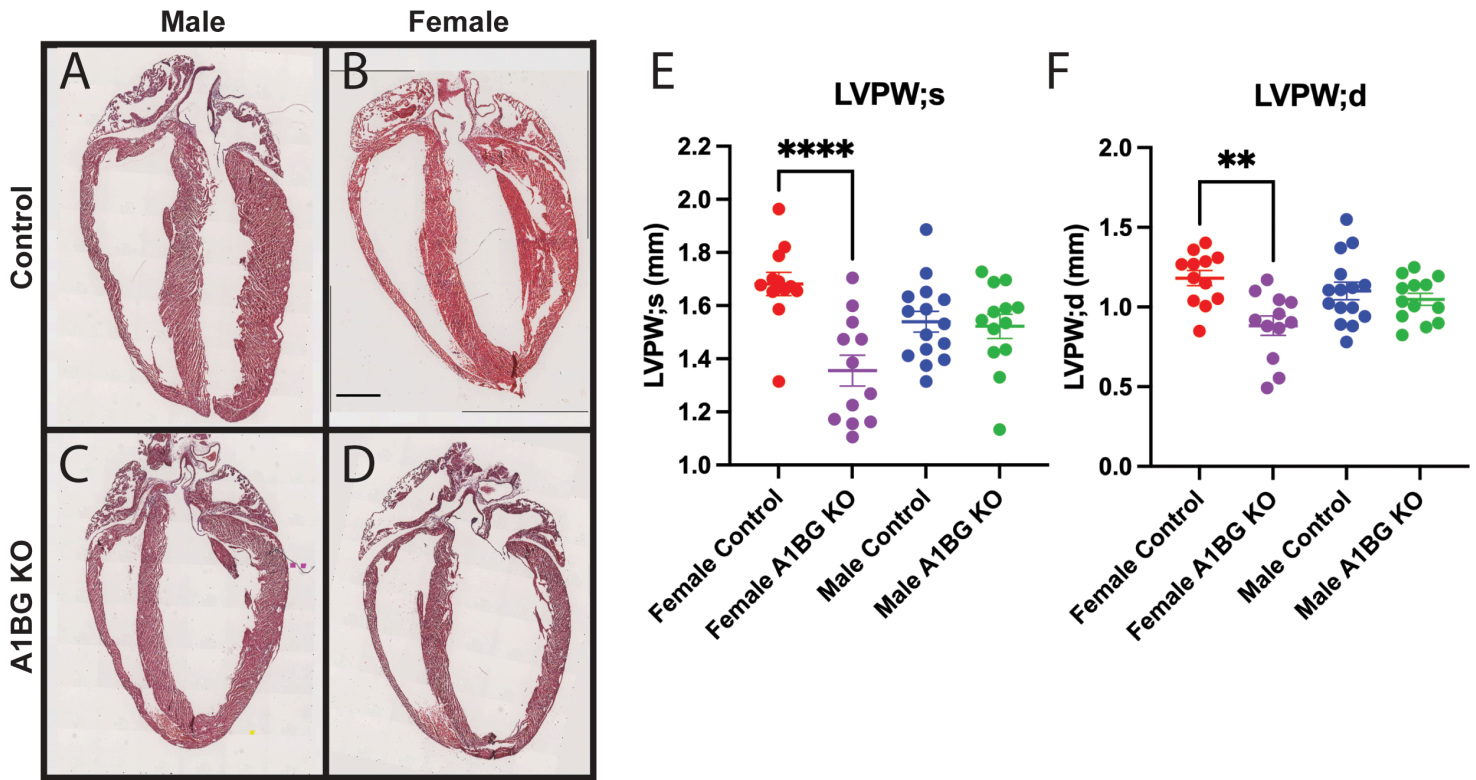 Male Female
Control
A1BG KO
A
B
C
D
E
LVPW;s
LVPW;s (mm)
2.2
2.0
1.8
1.6
1.4
1.2
1.0
****
Female Control
Female A1BG KO
Male Control
Male A1BG KO
F
LVPW;d
LVPW;d (mm)
2.0
1.5
1.0
0.5
0.0
**
Female Control
Female A1BG KO
Male Control
Male A1BG KO